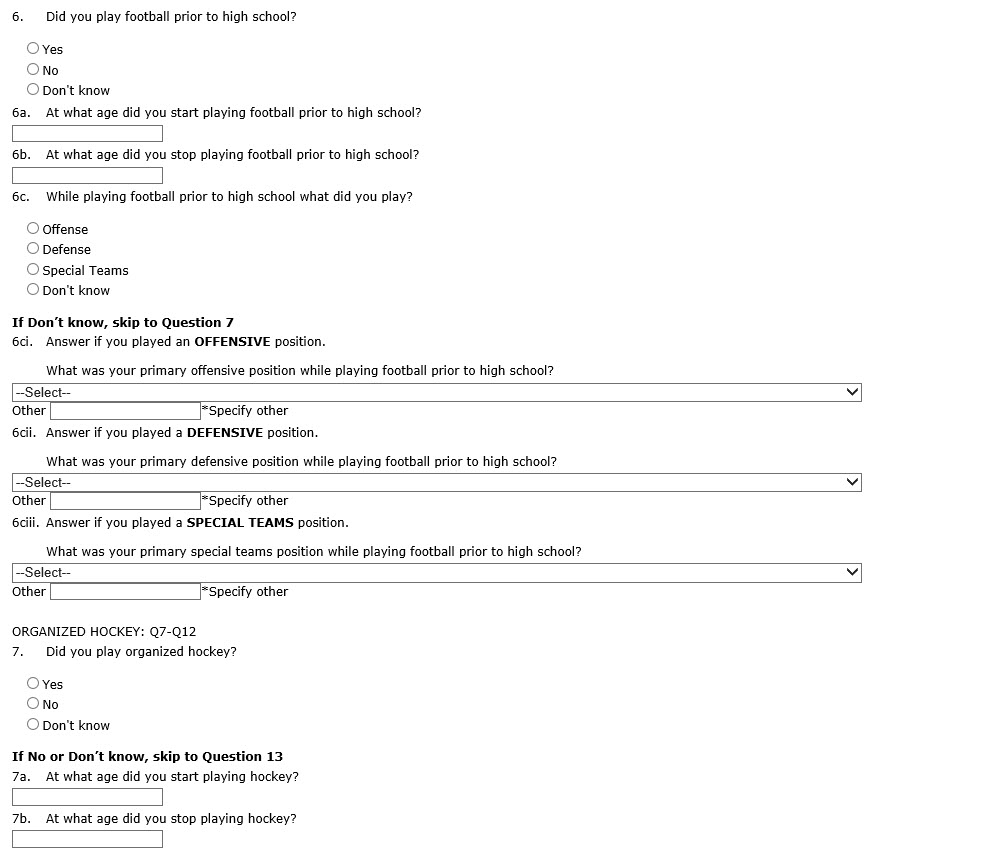 6. Did you play football prior to high school?
Yes
No
Don't know
6a. At what age did you start playing football prior to high school?
6b. At what age did you stop playing football prior to high school?
6c. While playing football prior to high school what did you play?
Offense
Defense
Special Teams
Don't know
If Don’t know, skip to Question 7
6ci. Answer if you played an OFFENSIVE position.
What was your primary offensive position while playing football prior to high school?
--Select--
Other *Specify other
6cii. Answer if you played a DEFENSIVE position.
What was your primary defensive position while playing football prior to high school?
--Select--
Other *Specify other
6ciii. Answer if you played a SPECIAL TEAMS position.
What was your primary special teams position while playing football prior to high school?
--Select--
Other *Specify other
ORGANIZED HOCKEY: Q7-Q12
7. Did you play organized hockey?
Yes
No
Don't know
If No or Don’t know, skip to Question 13
7a. At what age did you start playing hockey?
7b. At what age did you stop playing hockey?